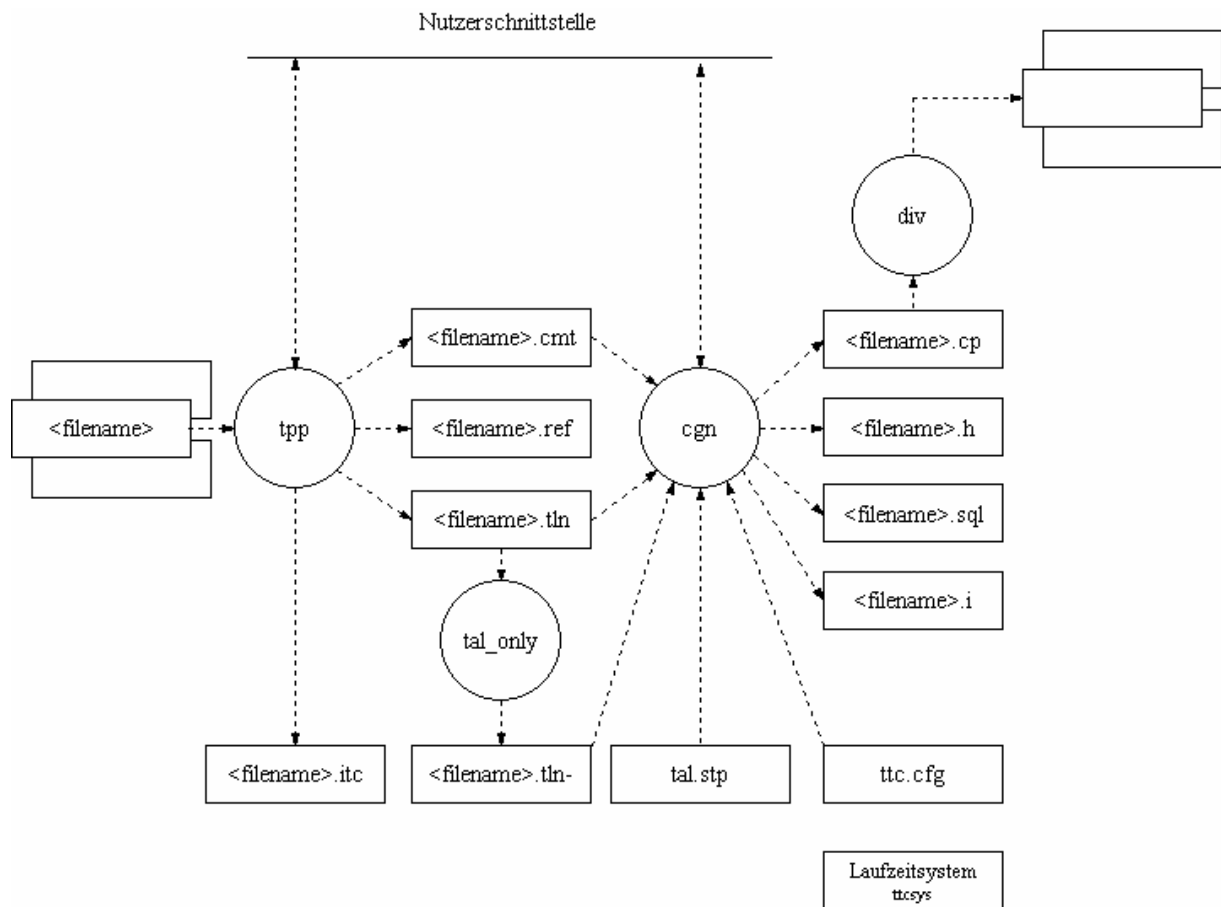 Nutzerschnittstelle
div
<filename>.cmt
<filename>.cp
<filename>
tpp
<filename>.ref
cgn
<filename>.h
<filename>.tln
<filename>.sql
<filename>.i
tal_only
<filename>.itc
<filename>.tln-
tal.stp
ttc.cfg
Laufzeitsystem
ttcsys